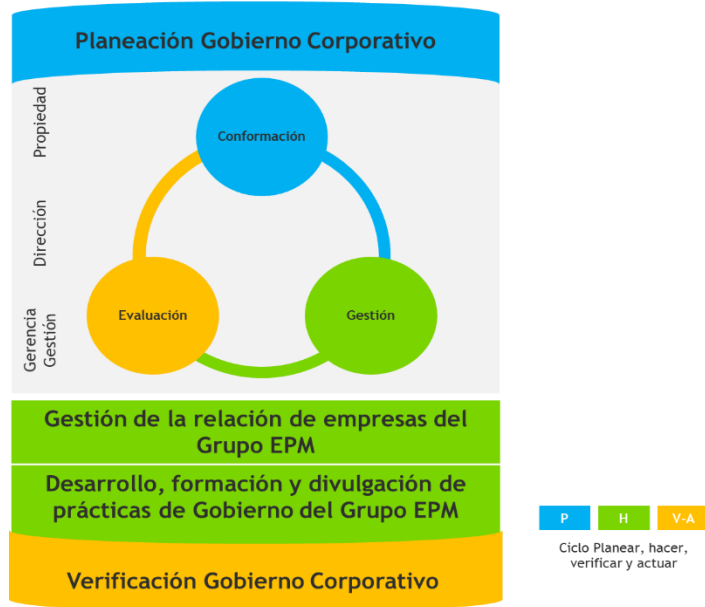 Planeación Gobierno Corporativo
Propiedad
Dirección
Gerencia
Gestión
Conformación
Evaluación
Gestión
Gestión de la relación de empresas del
Grupo EPM
Desarrollo, formación y divulgación de
prácticas de Gobierno del Grupo EPM
Verificación Gobierno Corporativo
P
H
V-A
Ciclo Planear, hacer,
verificar y actuar